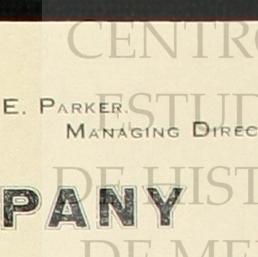 CENTRO
E. PARKER.
ESTUD
MANAGING DIREC
DE HIST
PANY
DE ME